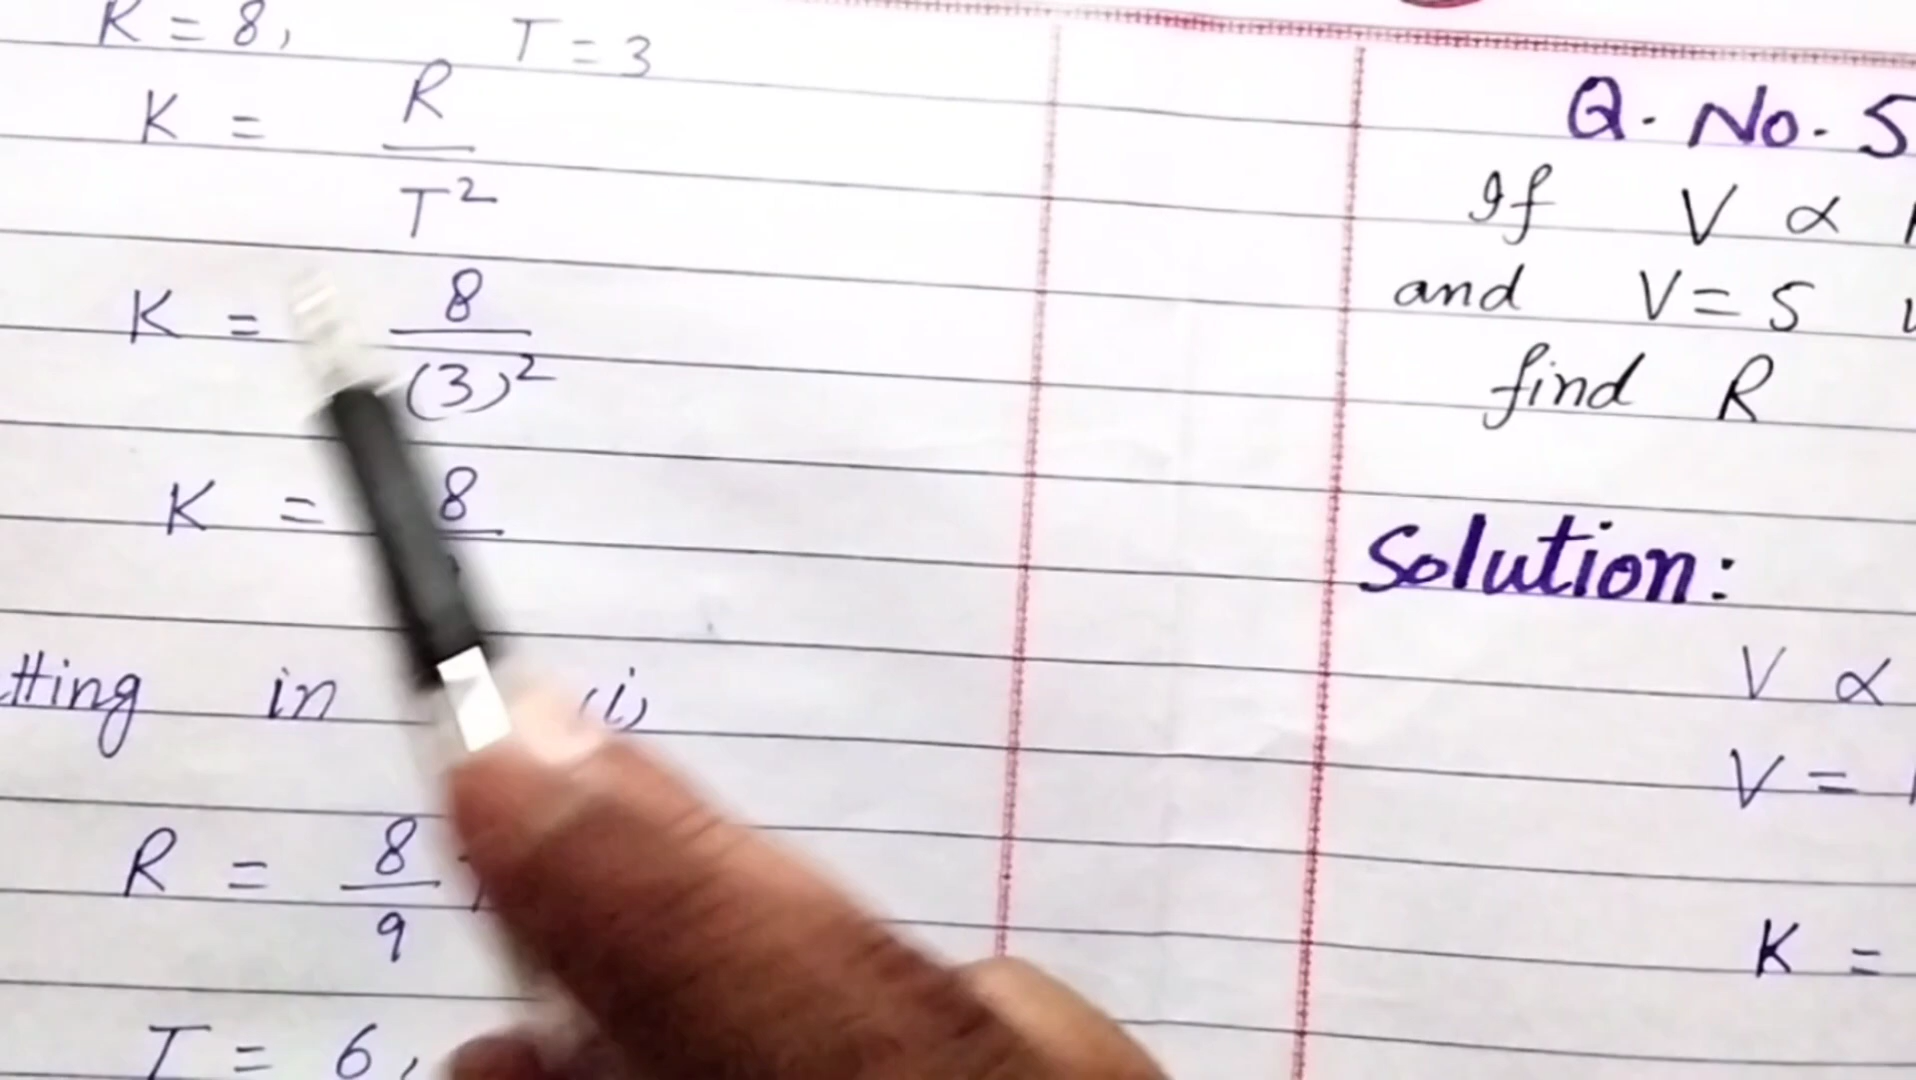 R = 8, T = 3
K = R / T²
K = 8 / (3)²
K = 8
tting in (i)
R = 8/9
T = 6,
Q. No. 5
If V ∝
and V = 5
find R
Solution:
V ∝
V =
K =